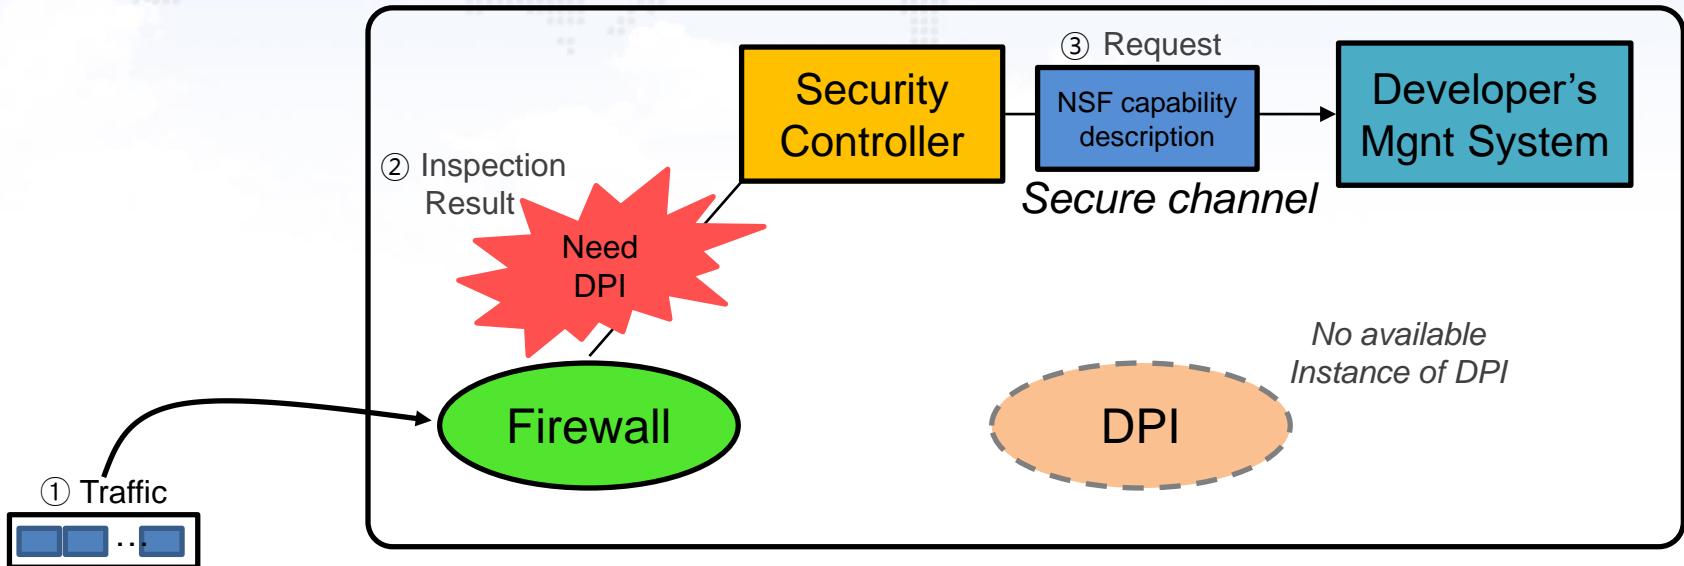 ③ Request
Security
Controller
NSF capability
description
Developer's
Mgnt System
Secure channel
② Inspection
Result
Need
DPI
No available
Instance of DPI
Firewall
DPI
① Traffic
...